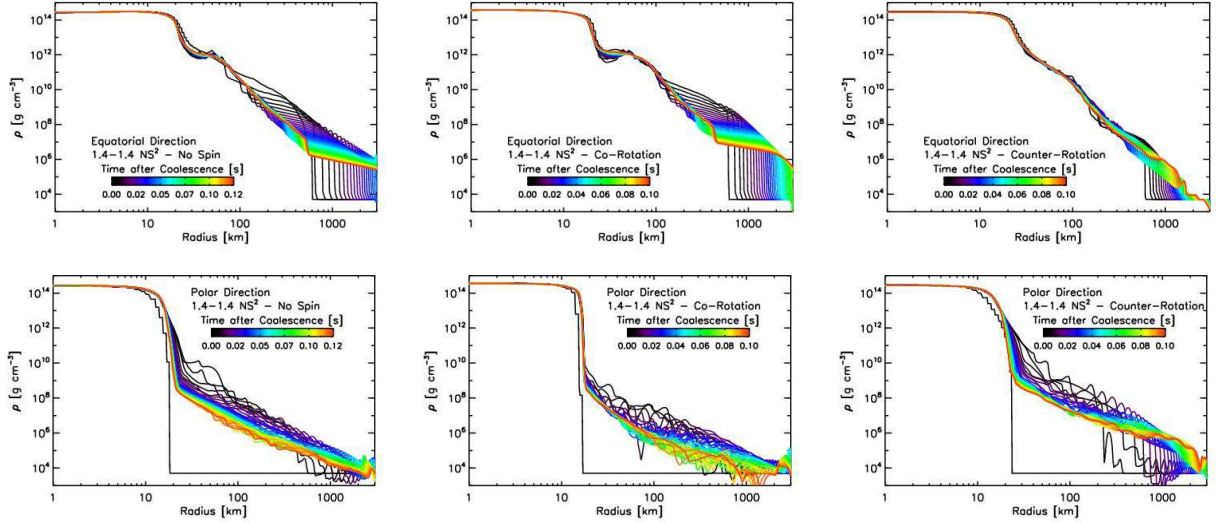 10¹⁴
10¹²
10¹⁰
10⁸
10⁶
10⁴
ρ [g cm⁻³]
Equatorial Direction
1.4−1.4 NS² − No Spin
Time after Coalescence [s]
0.00 0.02 0.05 0.07 0.10 0.12
1 10 100 1000
Radius [km]
10¹⁴
10¹²
10¹⁰
10⁸
10⁶
10⁴
ρ [g cm⁻³]
Equatorial Direction
1.4−1.4 NS² − Co−Rotation
Time after Coalescence [s]
0.00 0.02 0.04 0.06 0.08 0.10
1 10 100 1000
Radius [km]
10¹⁴
10¹²
10¹⁰
10⁸
10⁶
10⁴
ρ [g cm⁻³]
Equatorial Direction
1.4−1.4 NS² − Counter−Rotation
Time after Coalescence [s]
0.00 0.02 0.04 0.06 0.08 0.10
1 10 100 1000
Radius [km]
10¹⁴
10¹²
10¹⁰
10⁸
10⁶
10⁴
ρ [g cm⁻³]
Polar Direction
1.4−1.4 NS² − No Spin
Time after Coalescence [s]
0.00 0.02 0.05 0.07 0.10 0.12
1 10 100 1000
Radius [km]
10¹⁴
10¹²
10¹⁰
10⁸
10⁶
10⁴
ρ [g cm⁻³]
Polar Direction
1.4−1.4 NS² − Co−Rotation
Time after Coalescence [s]
0.00 0.02 0.04 0.06 0.08 0.10
1 10 100 1000
Radius [km]
10¹⁴
10¹²
10¹⁰
10⁸
10⁶
10⁴
ρ [g cm⁻³]
Polar Direction
1.4−1.4 NS² − Counter−Rotation
Time after Coalescence [s]
0.00 0.02 0.04 0.06 0.08 0.10
1 10 100 1000
Radius [km]